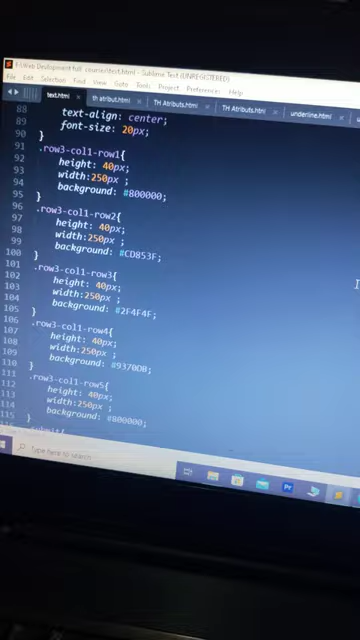 E:\Web Devlopment full course\text.html - Sublime Text (UNREGISTERED)
File Edit Selection Find View Goto Tools Project Preferences Help
text.html × th atribut.html × TH Atributs.html × TH Atributs.html × underline.html ×
88 text-align: center;
89 font-size: 20px;
90 }
91 .row3-col1-row1{
92 height: 40px;
93 width:250px ;
94 background: #800000;
95 }
96 .row3-col1-row2{
97 height: 40px;
98 width:250px ;
99 background: #CD853F;
100 }
101 .row3-col1-row3{
102 height: 40px;
103 width:250px ;
104 background: #2F4F4F;
105 }
106 .row3-col1-row4{
107 height: 40px;
108 width:250px ;
109 background: #9370DB;
110 }
111 .row3-col1-row5{
112 height: 40px;
113 width:250px ;
114 background: #800000;
115 }
Type here to search
Pr